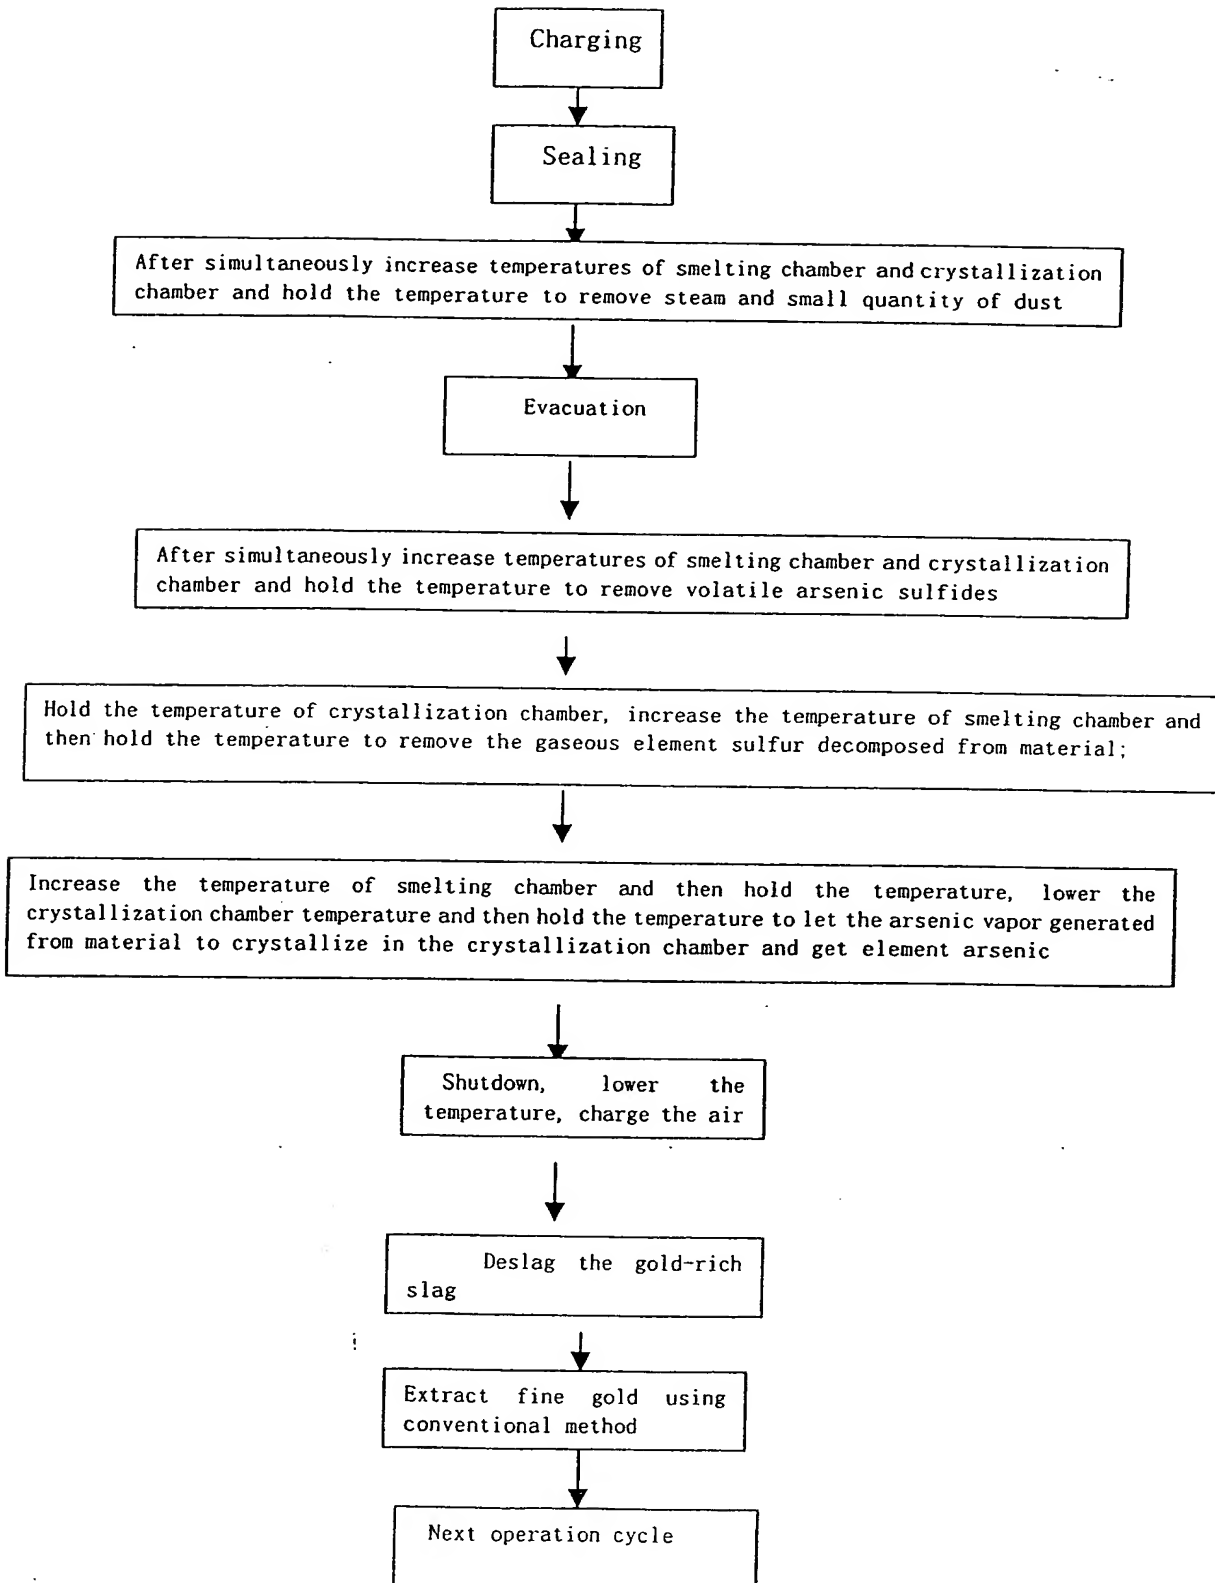 Charging
Sealing
After simultaneously increase temperatures of smelting chamber and crystallization
chamber and hold the temperature to remove steam and small quantity of dust
Evacuation
After simultaneously increase temperatures of smelting chamber and crystallization
chamber and hold the temperature to remove volatile arsenic sulfides
Hold the temperature of crystallization chamber, increase the temperature of smelting chamber and
then hold the temperature to remove the gaseous element sulfur decomposed from material;
Increase the temperature of smelting chamber and then hold the temperature, lower the
crystallization chamber temperature and then hold the temperature to let the arsenic vapor generated
from material to crystallize in the crystallization chamber and get element arsenic
Shutdown, lower the
temperature, charge the air
Deslag the gold-rich
slag
Extract fine gold using
conventional method
Next operation cycle